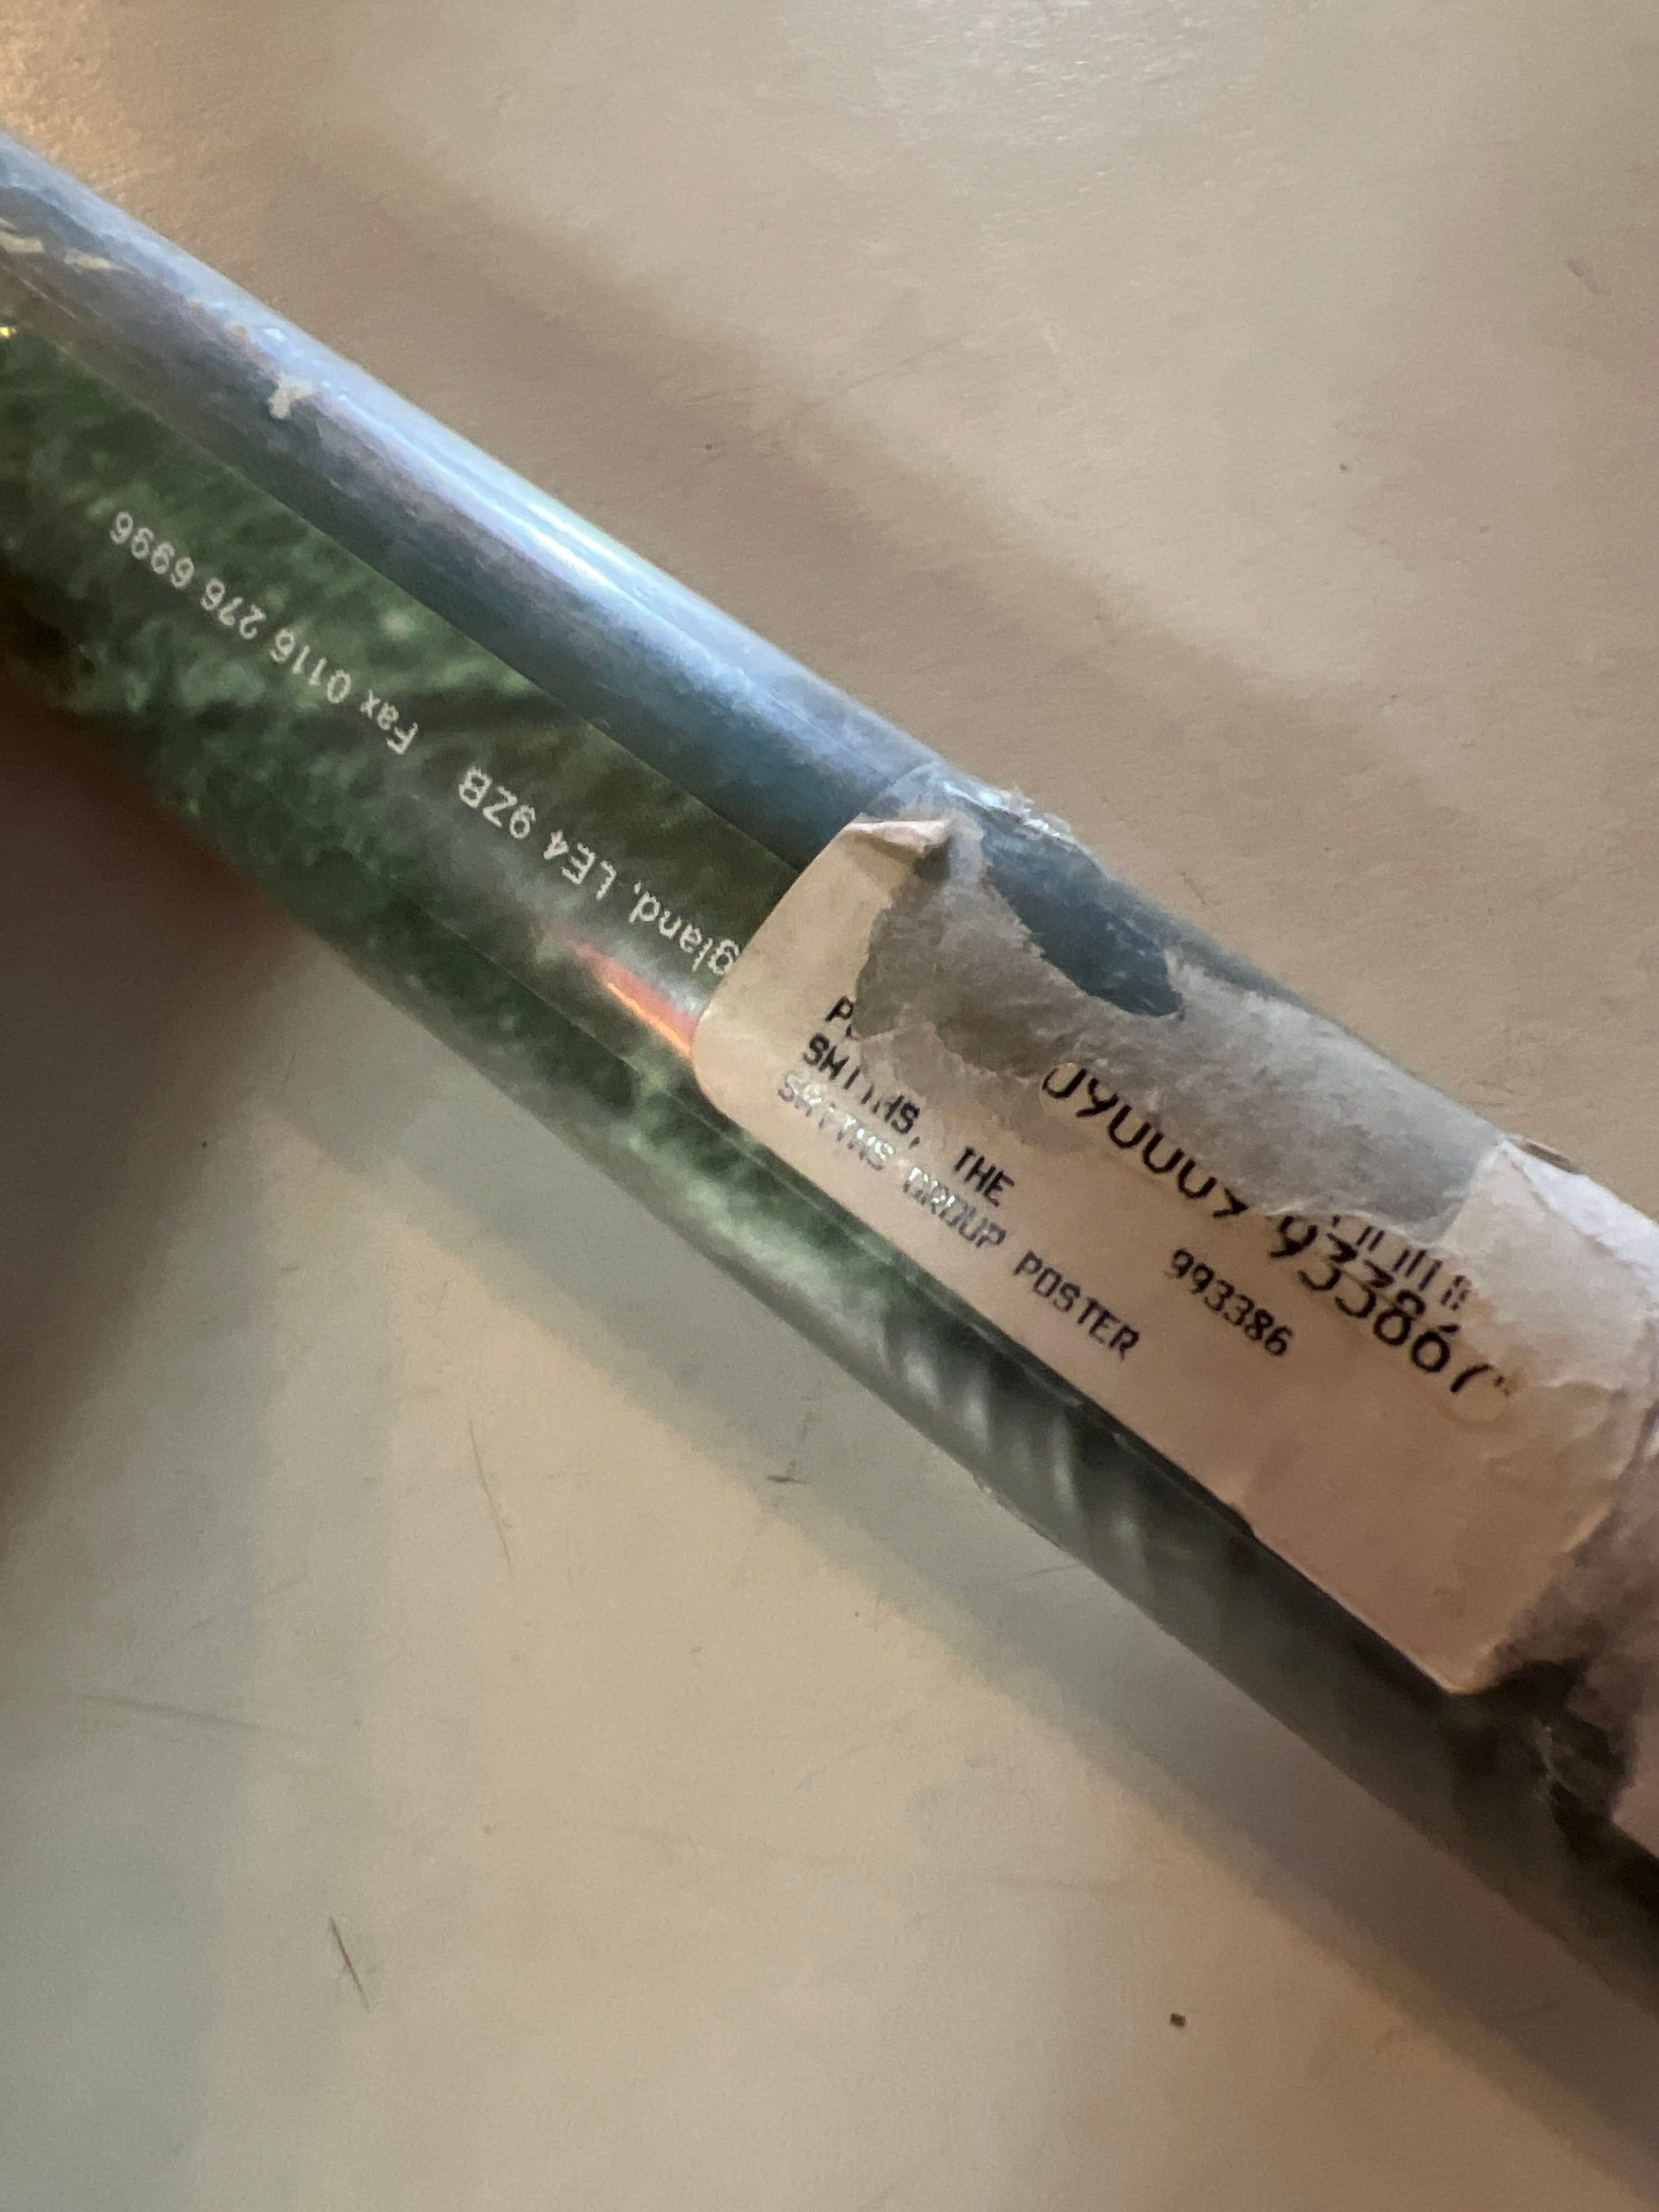 gland, LE4 9ZB Fax 0116 276 6996
SMITHS, THE
SMITHS GROUP POSTER
993386